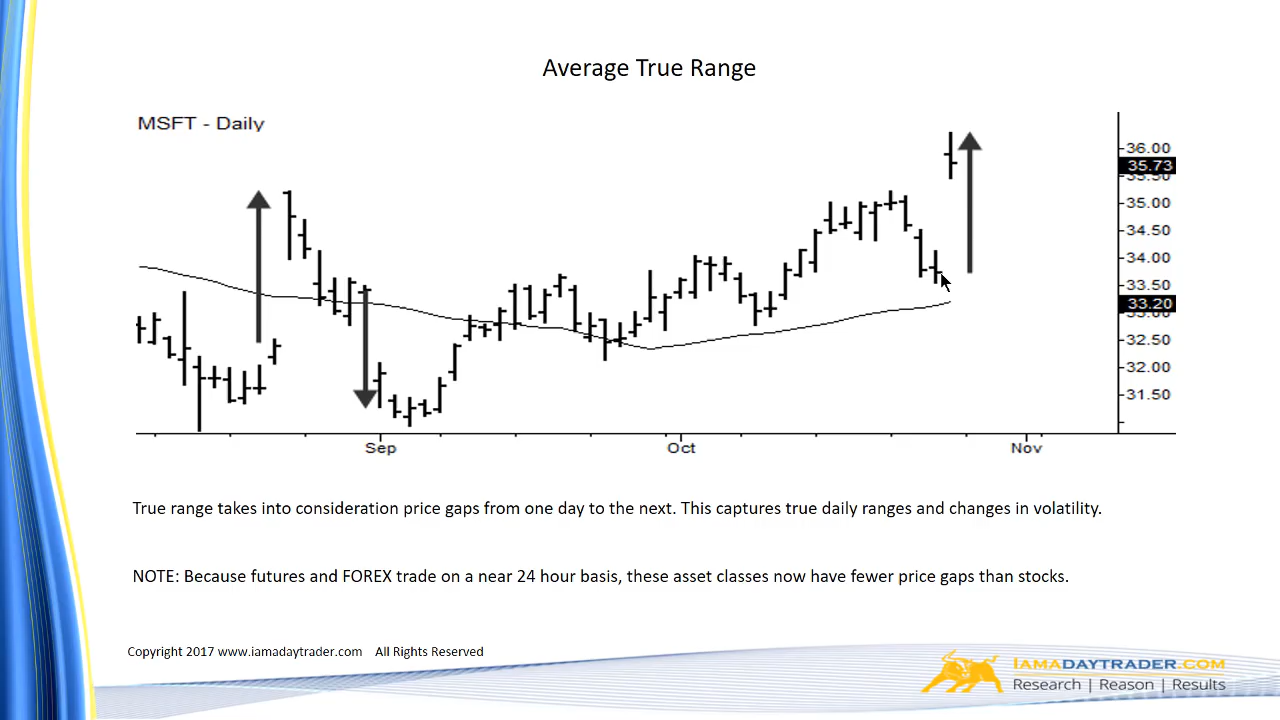 Average True Range
MSFT - Daily
36.00
35.73
35.50
35.00
34.50
34.00
33.50
33.20
33.00
32.50
32.00
31.50
Sep Oct Nov
True range takes into consideration price gaps from one day to the next. This captures true daily ranges and changes in volatility.
NOTE: Because futures and FOREX trade on a near 24 hour basis, these asset classes now have fewer price gaps than stocks.
Copyright 2017 www.iamadaytrader.com All Rights Reserved
IAMADAYTRADER.COM
Research | Reason | Results